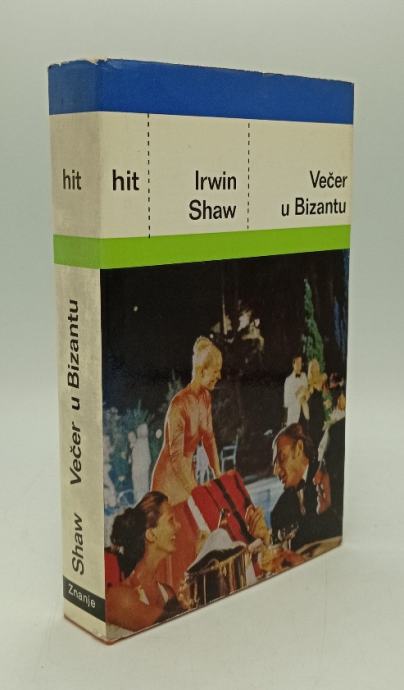 hit
Shaw Večer u Bizantu
Znanje
hit
Irwin
Shaw
Večer
u Bizantu